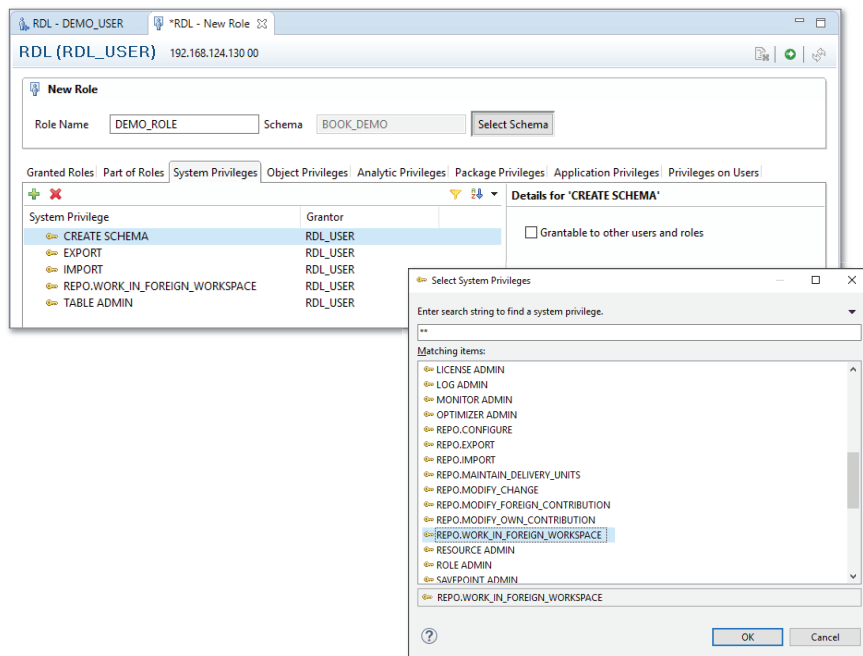 RDL - DEMO_USER *RDL - New Role
RDL (RDL_USER) 192.168.124.130 00
New Role
Role Name DEMO_ROLE Schema BOOK_DEMO Select Schema
Granted Roles Part of Roles System Privileges Object Privileges Analytic Privileges Package Privileges Application Privileges Privileges on Users
System Privilege Grantor
CREATE SCHEMA RDL_USER
EXPORT RDL_USER
IMPORT RDL_USER
REPO.WORK_IN_FOREIGN_WORKSPACE RDL_USER
TABLE ADMIN RDL_USER
Details for 'CREATE SCHEMA'
Grantable to other users and roles
Select System Privileges
Enter search string to find a system privilege.
**
Matching items:
LICENSE ADMIN
LOG ADMIN
MONITOR ADMIN
OPTIMIZER ADMIN
REPO.CONFIGURE
REPO.EXPORT
REPO.IMPORT
REPO.MAINTAIN_DELIVERY_UNITS
REPO.MODIFY_CHANGE
REPO.MODIFY_FOREIGN_CONTRIBUTION
REPO.MODIFY_OWN_CONTRIBUTION
REPO.WORK_IN_FOREIGN_WORKSPACE
RESOURCE ADMIN
ROLE ADMIN
SAVEPOINT ADMIN
REPO.WORK_IN_FOREIGN_WORKSPACE
OK Cancel